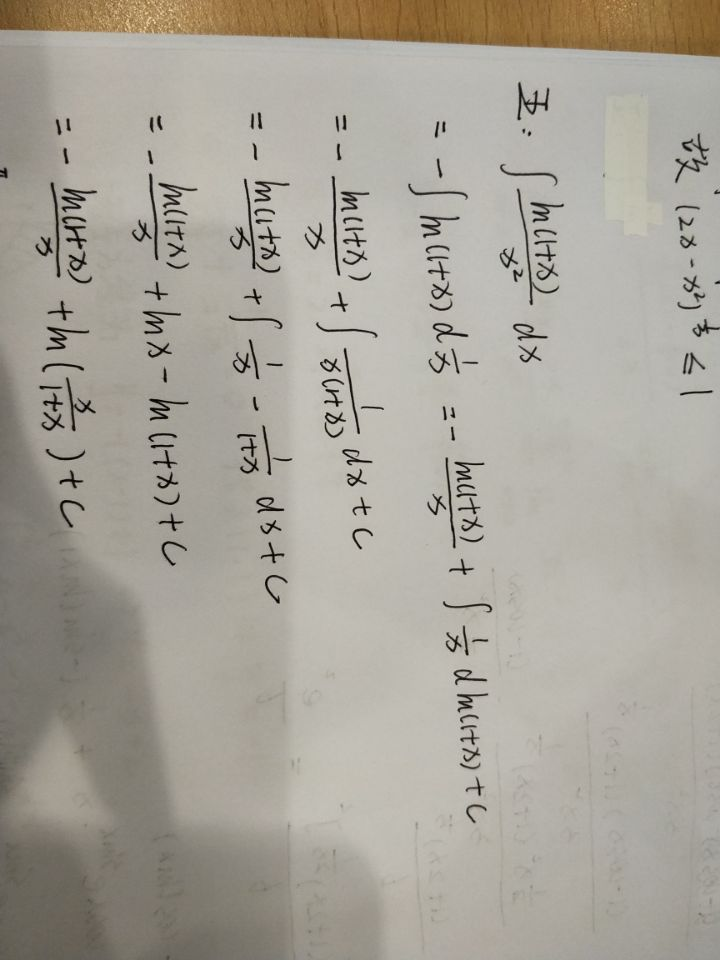 故 (2x-x²)^{1/3} ≤ 1
五: ∫ ln(1+x)/x² dx
= -∫ ln(1+x) d 1/x = - ln(1+x)/x + ∫ 1/x d ln(1+x) + C
= - ln(1+x)/x + ∫ 1/(x(1+x)) dx + C
= - ln(1+x)/x + ∫ 1/x - 1/(1+x) dx + C
= - ln(1+x)/x + ln x - ln(1+x) + C
= - ln(1+x)/x + ln(x/(1+x)) + C